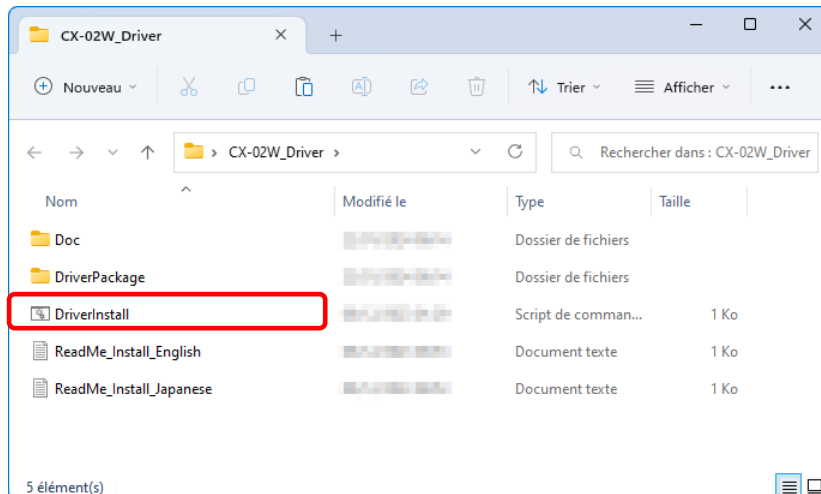 CX-02W_Driver
Nouveau Trier Afficher
CX-02W_Driver Rechercher dans : CX-02W_Driver
Nom Modifié le Type Taille
Doc Dossier de fichiers
DriverPackage Dossier de fichiers
DriverInstall Script de comman... 1 Ko
ReadMe_Install_English Document texte 1 Ko
ReadMe_Install_Japanese Document texte 1 Ko
5 élément(s)